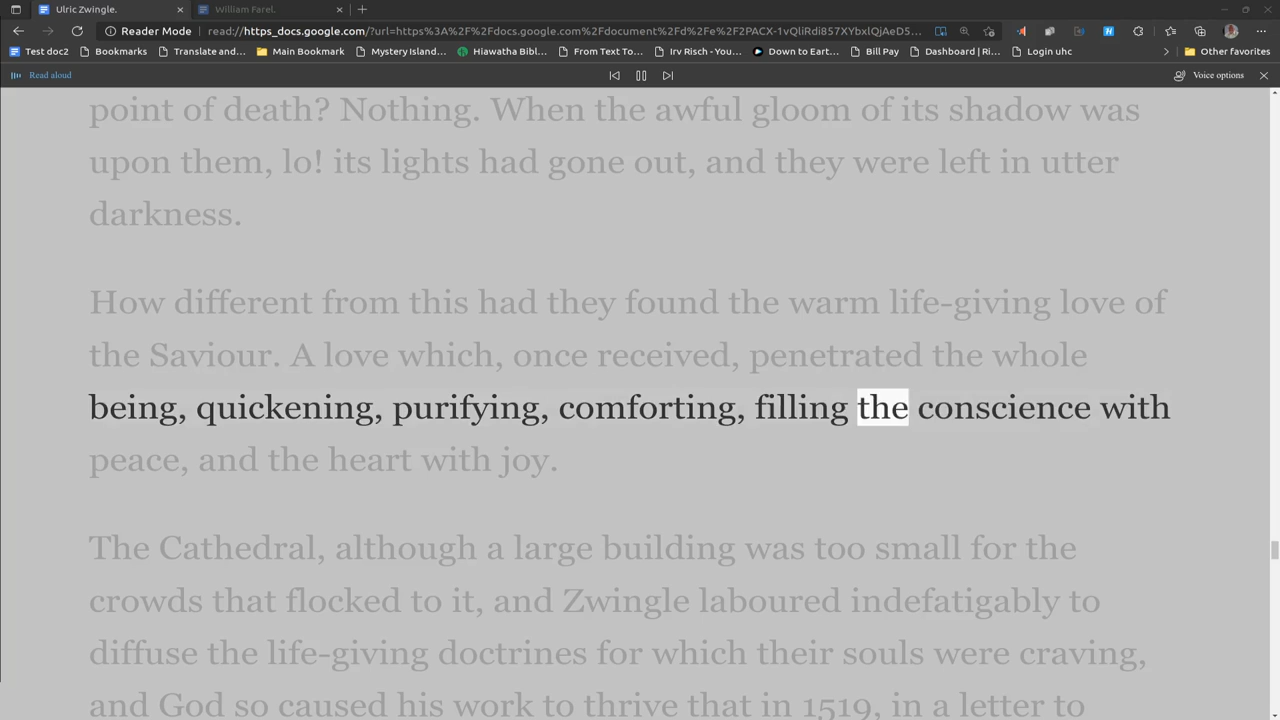 Ulric Zwingle.
William Farel.
Reader Mode
read://https_docs.google.com/?url=https%3A%2F%2Fdocs.google.com%2Fdocument%2Fd%2Fe%2F2PACX-1vQliRdi857XYbxlQjAeD5...
Test doc2
Bookmarks
Translate and...
Main Bookmark
Mystery Island...
Hiawatha Bibl...
From Text To...
Irv Risch - You...
Down to Eart...
Bill Pay
Dashboard | Ri...
Login uhc
Other favorites
Read aloud
Voice options
point of death? Nothing. When the awful gloom of its shadow was
upon them, lo! its lights had gone out, and they were left in utter
darkness.
How different from this had they found the warm life-giving love of
the Saviour. A love which, once received, penetrated the whole
being, quickening, purifying, comforting, filling the conscience with
peace, and the heart with joy.
The Cathedral, although a large building was too small for the
crowds that flocked to it, and Zwingle laboured indefatigably to
diffuse the life-giving doctrines for which their souls were craving,
and God so caused his work to thrive that in 1519, in a letter to